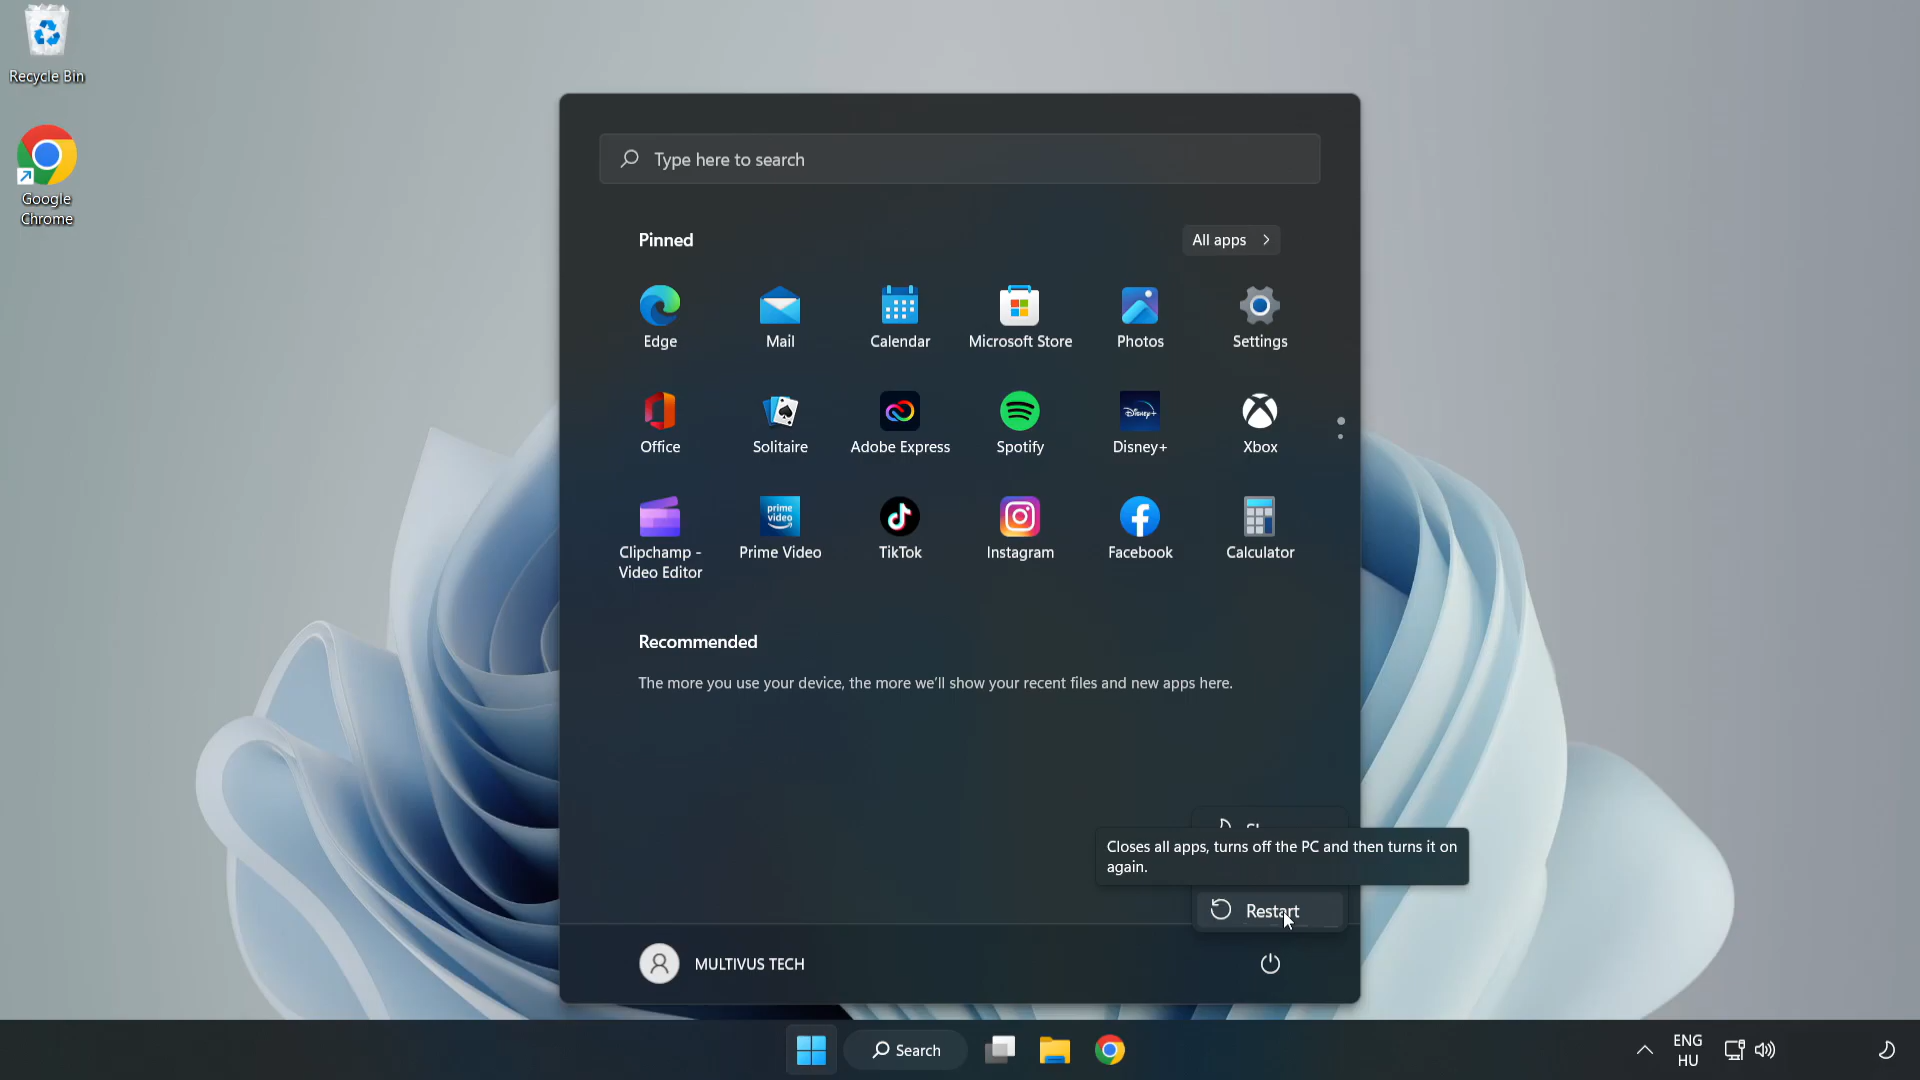 Recycle Bin
Google
Chrome
Type here to search
Pinned
All apps
Edge
Mail
Calendar
Microsoft Store
Photos
Settings
Office
Solitaire
Adobe Express
Spotify
Disney+
Disney+
Xbox
Clipchamp -
Video Editor
prime
video
Prime Video
TikTok
Instagram
Facebook
Calculator
Recommended
The more you use your device, the more we'll show your recent files and new apps here.
Closes all apps, turns off the PC and then turns it on
again.
Restart
MULTIVUS TECH
Search
ENG
HU